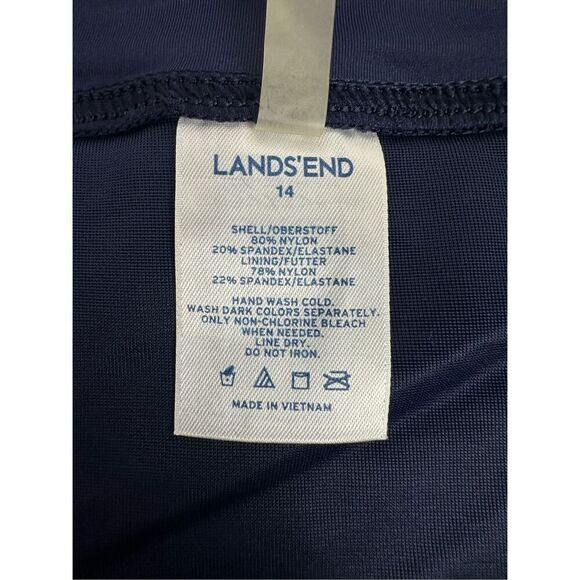 LANDS'END
14
SHELL/OBERSTOFF
80% NYLON
20% SPANDEX/ELASTANE
LINING/FUTTER
78% NYLON
22% SPANDEX/ELASTANE
HAND WASH COLD.
WASH DARK COLORS SEPARATELY.
ONLY NON-CHLORINE BLEACH
WHEN NEEDED.
LINE DRY.
DO NOT IRON.
MADE IN VIETNAM